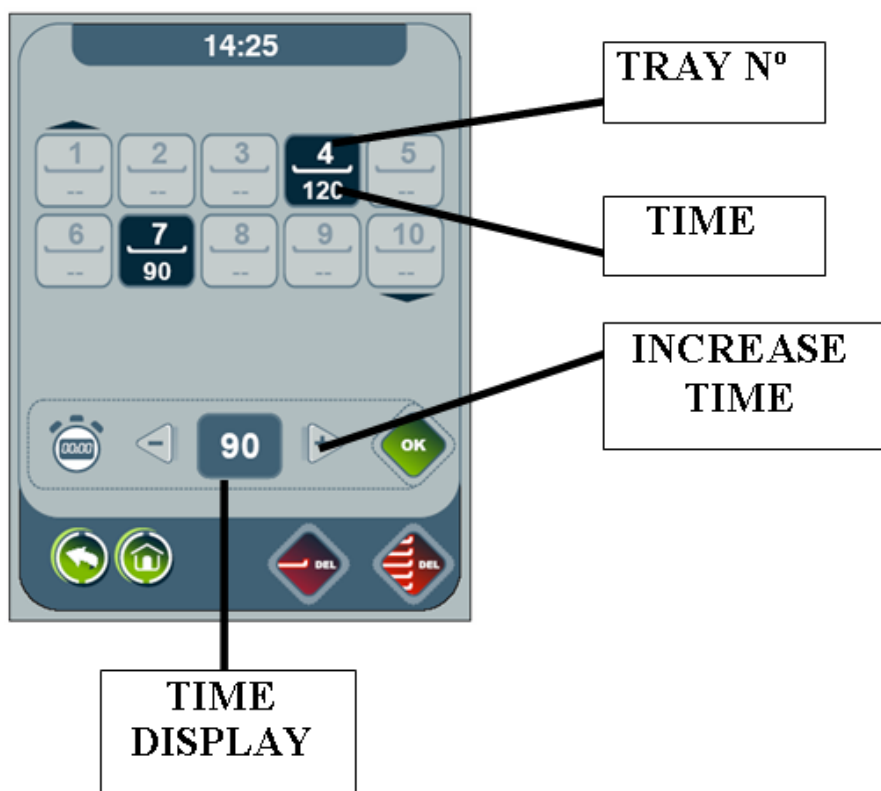 14:25
TRAY Nº
1 2 3 4 5
-- -- -- 120 --
TIME
6 7 8 9 10
-- 90 -- -- --
INCREASE
TIME
00:00 - 90 + OK
DEL DEL
TIME
DISPLAY